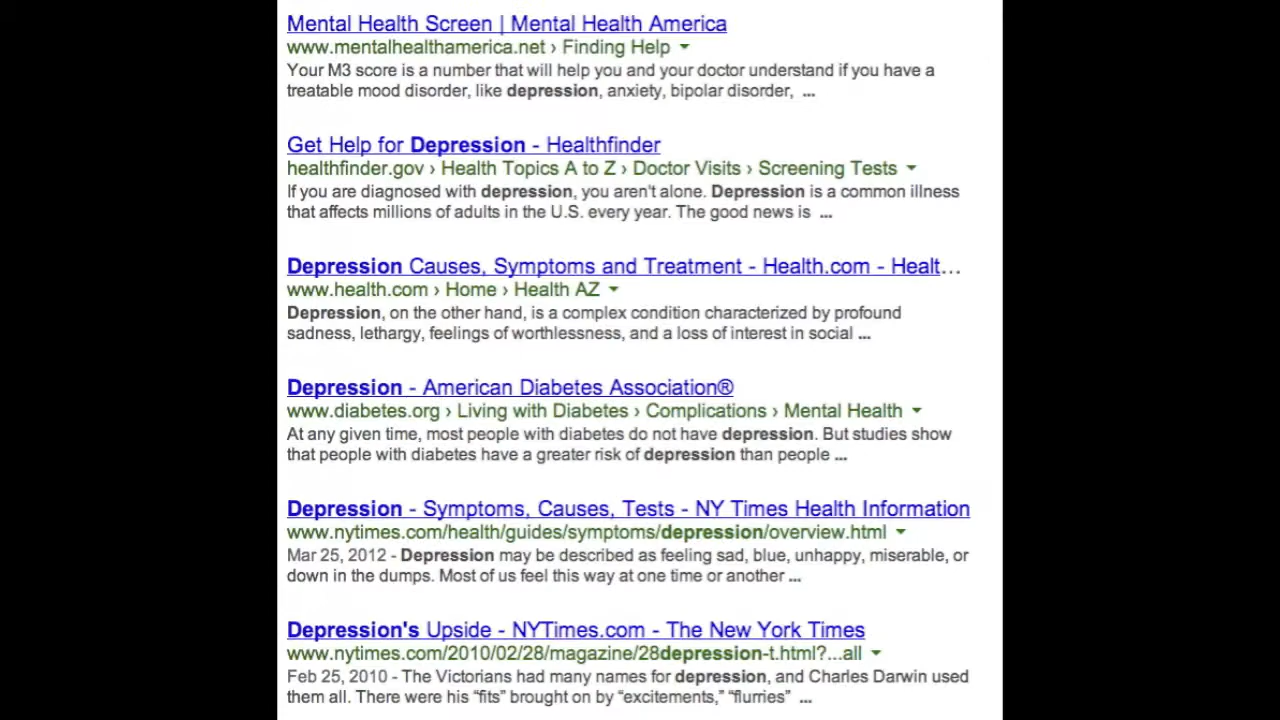 Mental Health Screen | Mental Health America
www.mentalhealthamerica.net › Finding Help
Your M3 score is a number that will help you and your doctor understand if you have a
treatable mood disorder, like depression, anxiety, bipolar disorder, ...
Get Help for Depression - Healthfinder
healthfinder.gov › Health Topics A to Z › Doctor Visits › Screening Tests
If you are diagnosed with depression, you aren't alone. Depression is a common illness
that affects millions of adults in the U.S. every year. The good news is ...
Depression Causes, Symptoms and Treatment - Health.com - Healt...
www.health.com › Home › Health AZ
Depression, on the other hand, is a complex condition characterized by profound
sadness, lethargy, feelings of worthlessness, and a loss of interest in social ...
Depression - American Diabetes Association®
www.diabetes.org › Living with Diabetes › Complications › Mental Health
At any given time, most people with diabetes do not have depression. But studies show
that people with diabetes have a greater risk of depression than people ...
Depression - Symptoms, Causes, Tests - NY Times Health Information
www.nytimes.com/health/guides/symptoms/depression/overview.html
Mar 25, 2012 - Depression may be described as feeling sad, blue, unhappy, miserable, or
down in the dumps. Most of us feel this way at one time or another ...
Depression's Upside - NYTimes.com - The New York Times
www.nytimes.com/2010/02/28/magazine/28depression-t.html?...all
Feb 25, 2010 - The Victorians had many names for depression, and Charles Darwin used
them all. There were his “fits” brought on by “excitements,” “flurries” ...